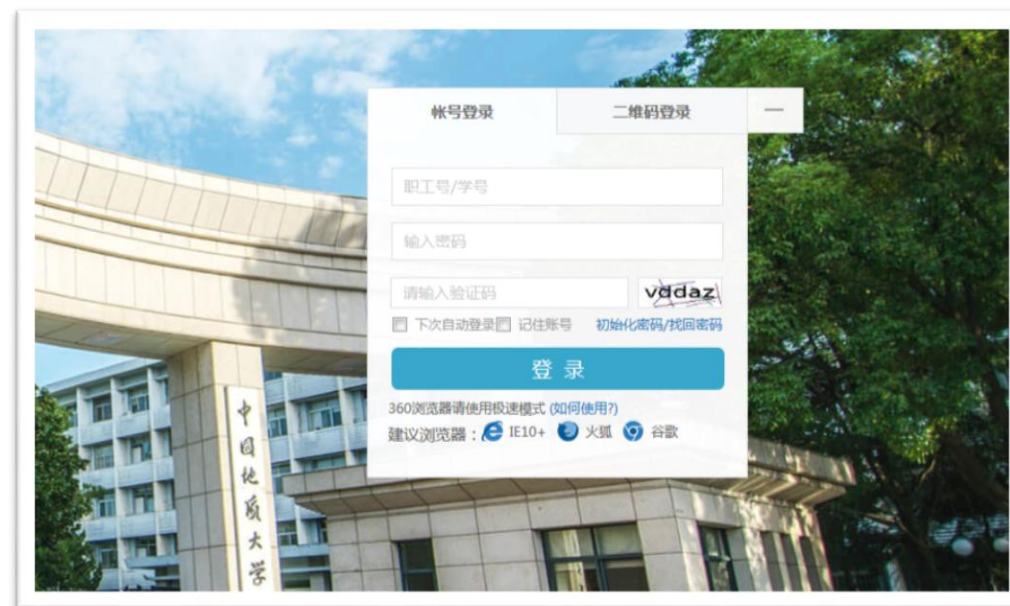 帐号登录 二维码登录 —
职工号/学号
输入密码
请输入验证码 vddaz
下次自动登录 记住账号 初始化密码/找回密码
登 录
360浏览器请使用极速模式 (如何使用?)
建议浏览器： IE10+ 火狐 谷歌
中国地质大学